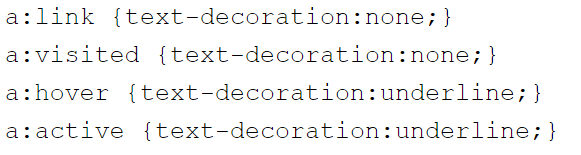 a:link {text-decoration:none;}
a:visited {text-decoration:none;}
a:hover {text-decoration:underline;}
a:active {text-decoration:underline;}